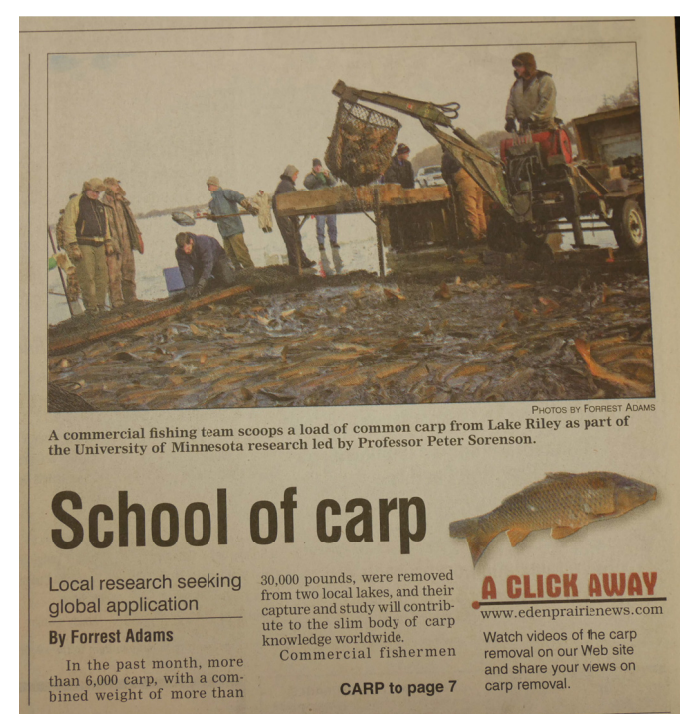 PHOTOS BY FORREST ADAMS
A commercial fishing team scoops a load of common carp from Lake Riley as part of
the University of Minnesota research led by Professor Peter Sorenson.
School of carp
Local research seeking
global application
By Forrest Adams
In the past month, more
than 6,000 carp, with a com-
bined weight of more than
30,000 pounds, were removed
from two local lakes, and their
capture and study will contrib-
ute to the slim body of carp
knowledge worldwide.
Commercial fishermen
CARP to page 7
A CLICK AWAY
www.edenprairienews.com
Watch videos of the carp
removal on our Web site
and share your views on
carp removal.